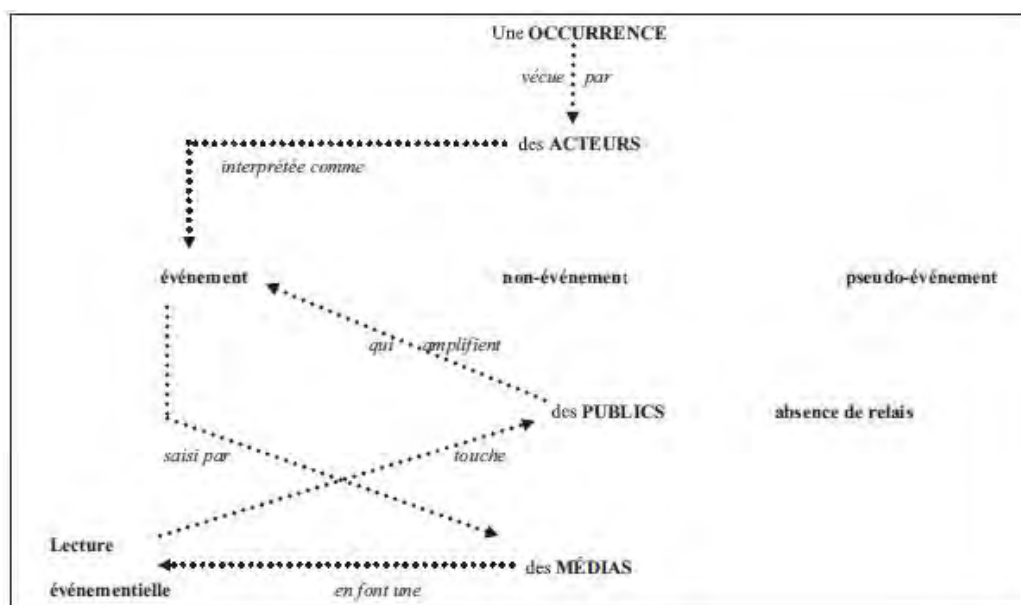 Une OCCURRENCE
vécue par
des ACTEURS
interprétée comme
événement non-événement pseudo-événement
qui amplifient
des PUBLICS absence de relais
saisi par touche
Lecture
des MÉDIAS
événementielle en font une